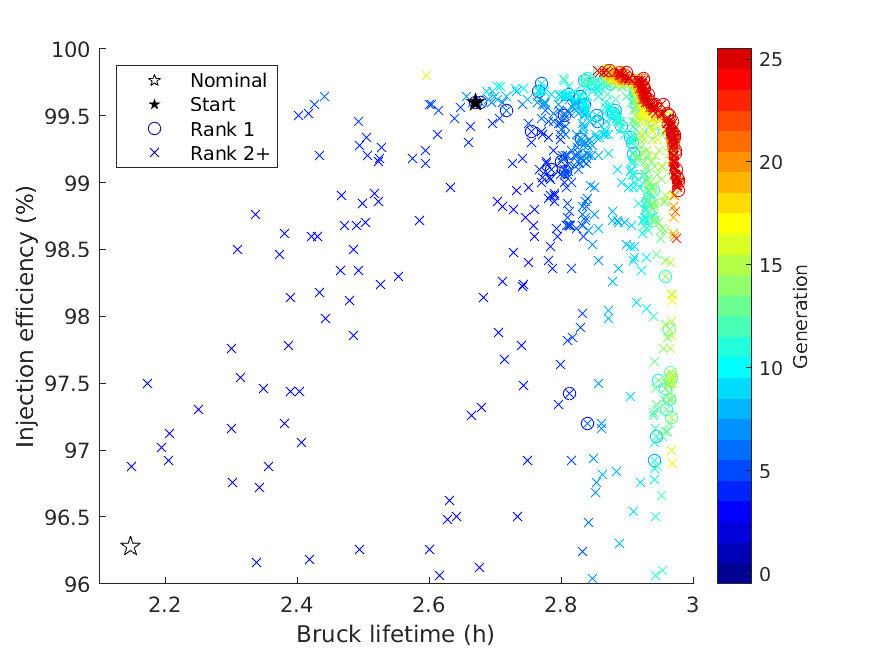 100
99.5
99
98.5
98
97.5
97
96.5
96
Injection efficiency (%)
2.2
2.4
2.6
2.8
3
Bruck lifetime (h)
Nominal
Start
Rank 1
Rank 2+
25
20
15
10
5
0
Generation